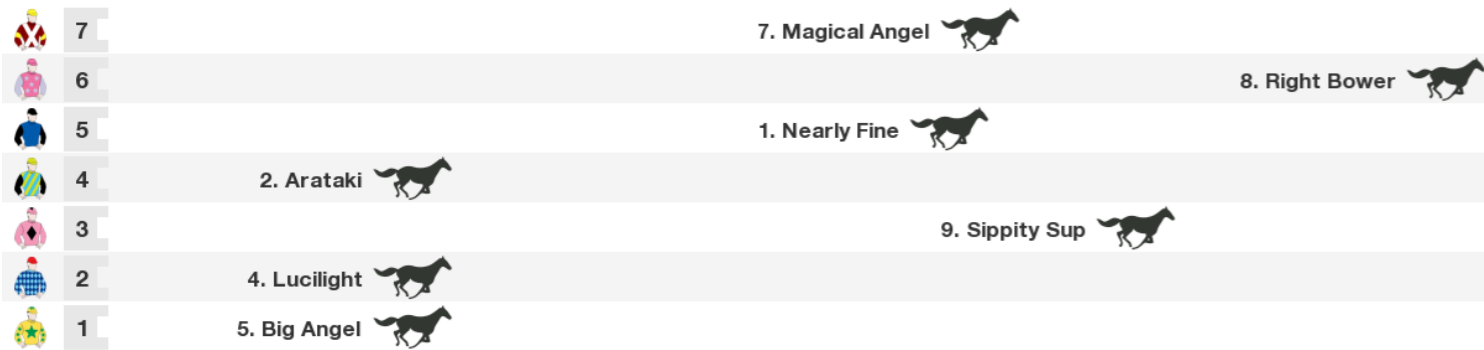 7 7. Magical Angel
6 8. Right Bower
5 1. Nearly Fine
4 2. Arataki
3 9. Sippity Sup
2 4. Lucilight
1 5. Big Angel